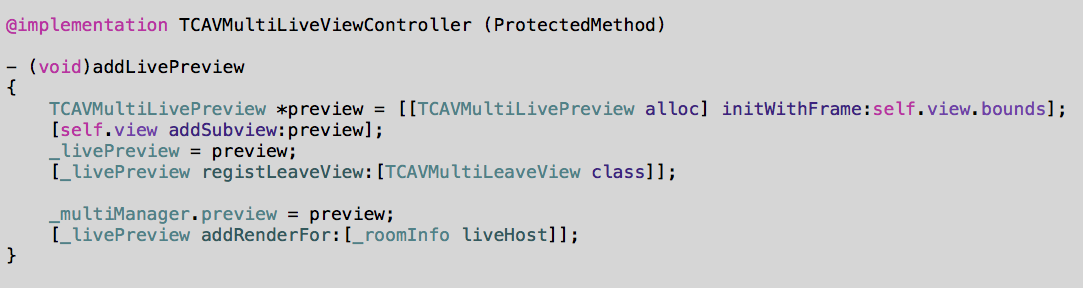 @implementation TCAVMultiLiveViewController (ProtectedMethod)
- (void)addLivePreview
{
    TCAVMultiLivePreview *preview = [[TCAVMultiLivePreview alloc] initWithFrame:self.view.bounds];
    [self.view addSubview:preview];
    _livePreview = preview;
    [_livePreview registLeaveView:[TCAVMultiLeaveView class]];
    _multiManager.preview = preview;
    [_livePreview addRenderFor:[_roomInfo liveHost]];
}